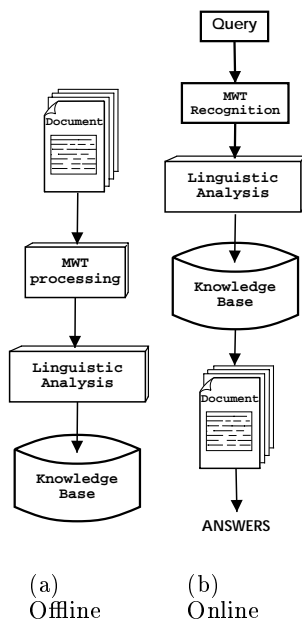 Document
MWT
processing
Linguistic
Analysis
Knowledge
Base
(a)
Offline
Query
MWT
Recognition
Linguistic
Analysis
Knowledge
Base
Document
ANSWERS
(b)
Online